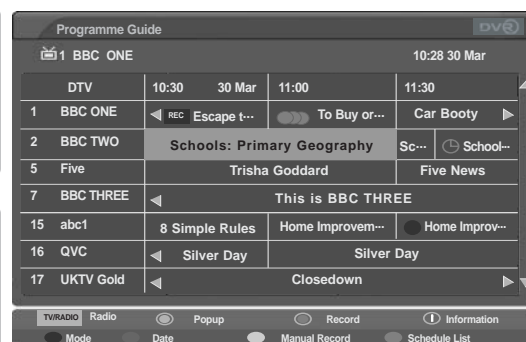 Programme Guide DVR
1 BBC ONE 10:28 30 Mar
DTV 10:30 30 Mar 11:00 11:30
1 BBC ONE REC Escape t··· To Buy or··· Car Booty
2 BBC TWO Schools: Primary Geography Sc··· School···
5 Five Trisha Goddard Five News
7 BBC THREE This is BBC THREE
15 abc1 8 Simple Rules Home Improvem··· Home Improv···
16 QVC Silver Day Silver Day
17 UKTV Gold Closedown
TV/RADIO Radio Popup Record Information
Mode Date Manual Record Schedule List